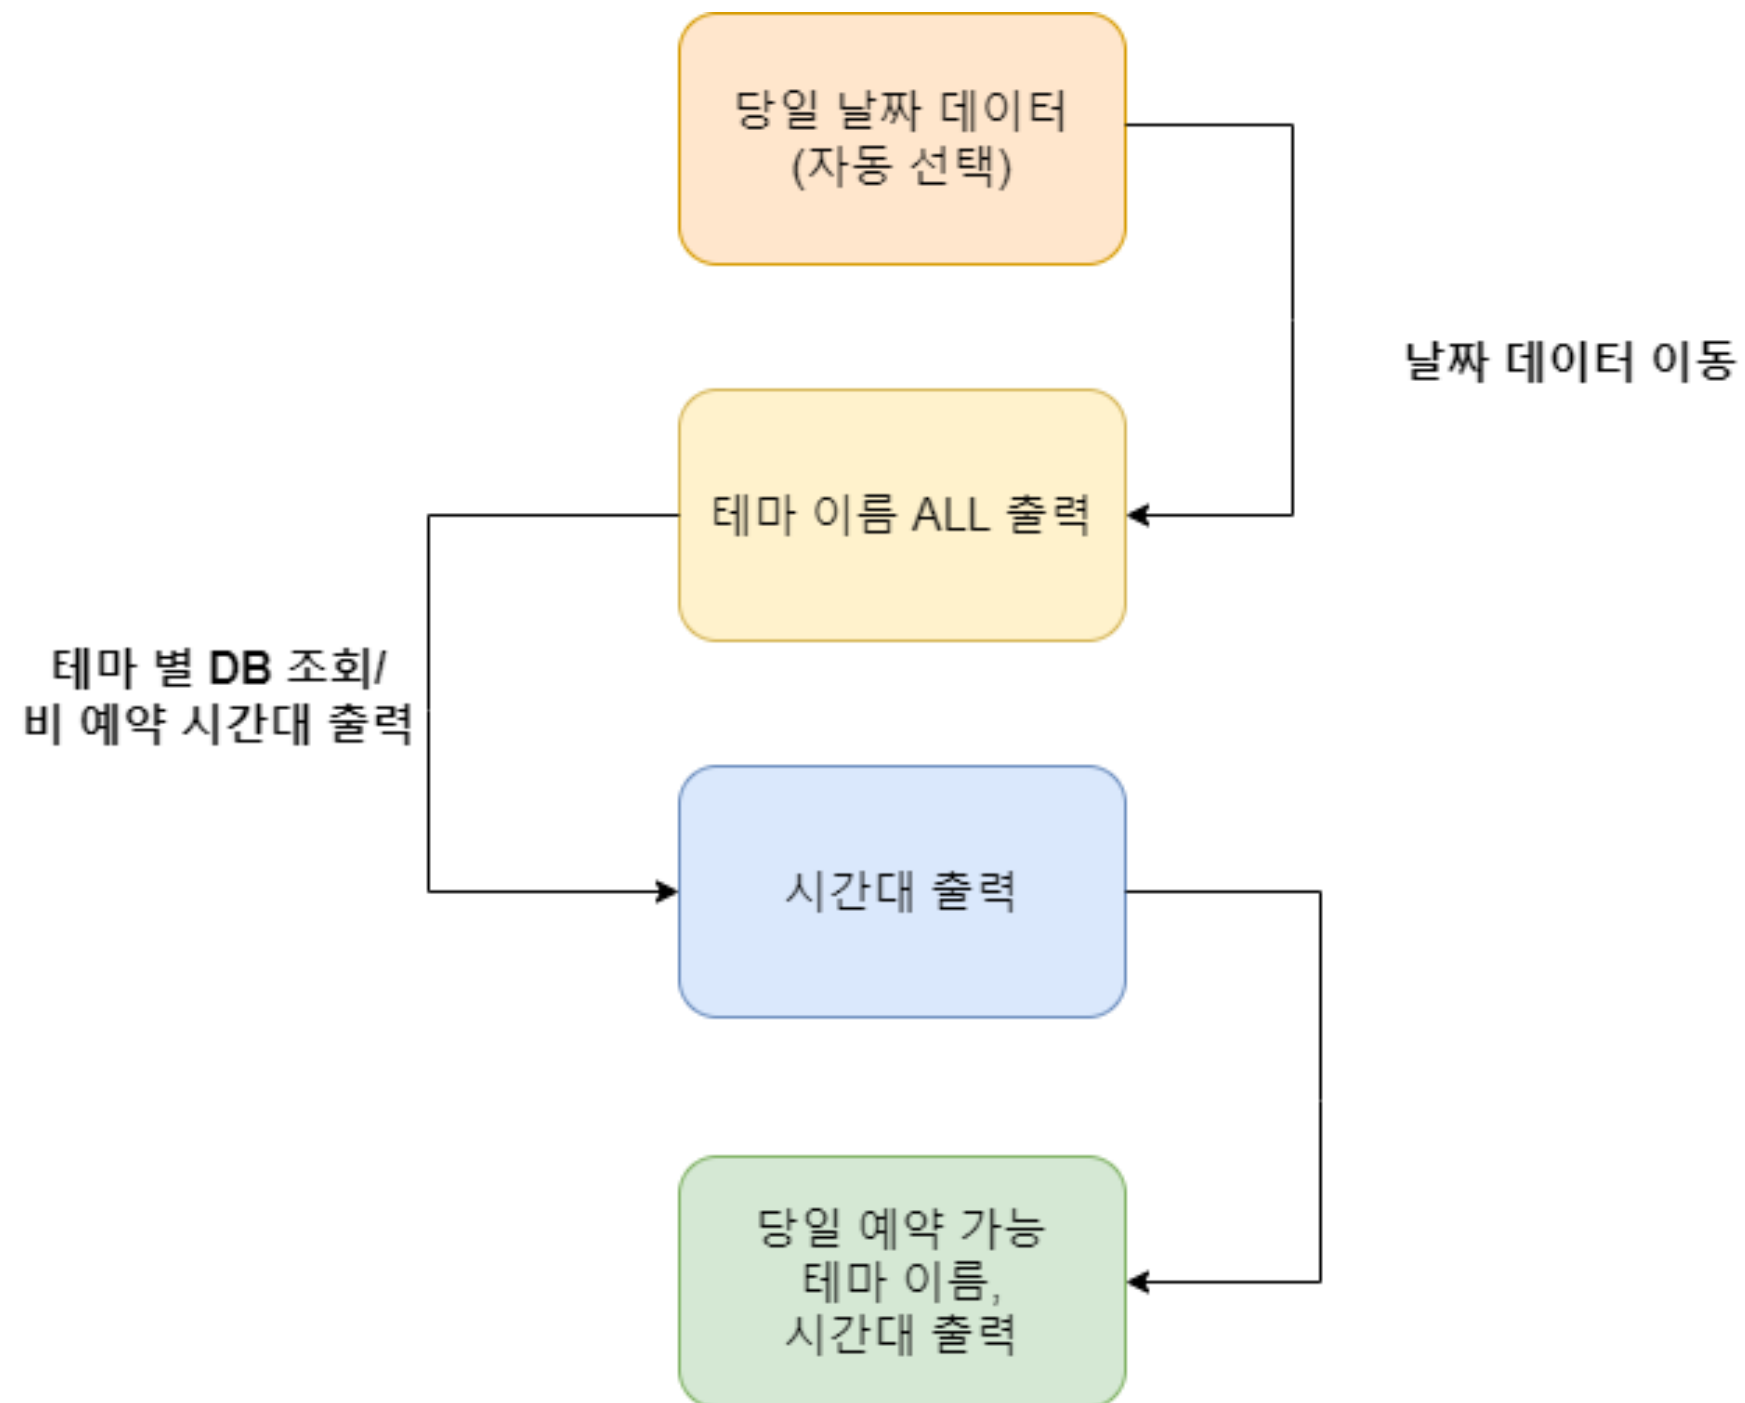 당일 날짜 데이터
(자동 선택)
날짜 데이터 이동
테마 이름 ALL 출력
테마 별 DB 조회/
비 예약 시간대 출력
시간대 출력
당일 예약 가능
테마 이름,
시간대 출력